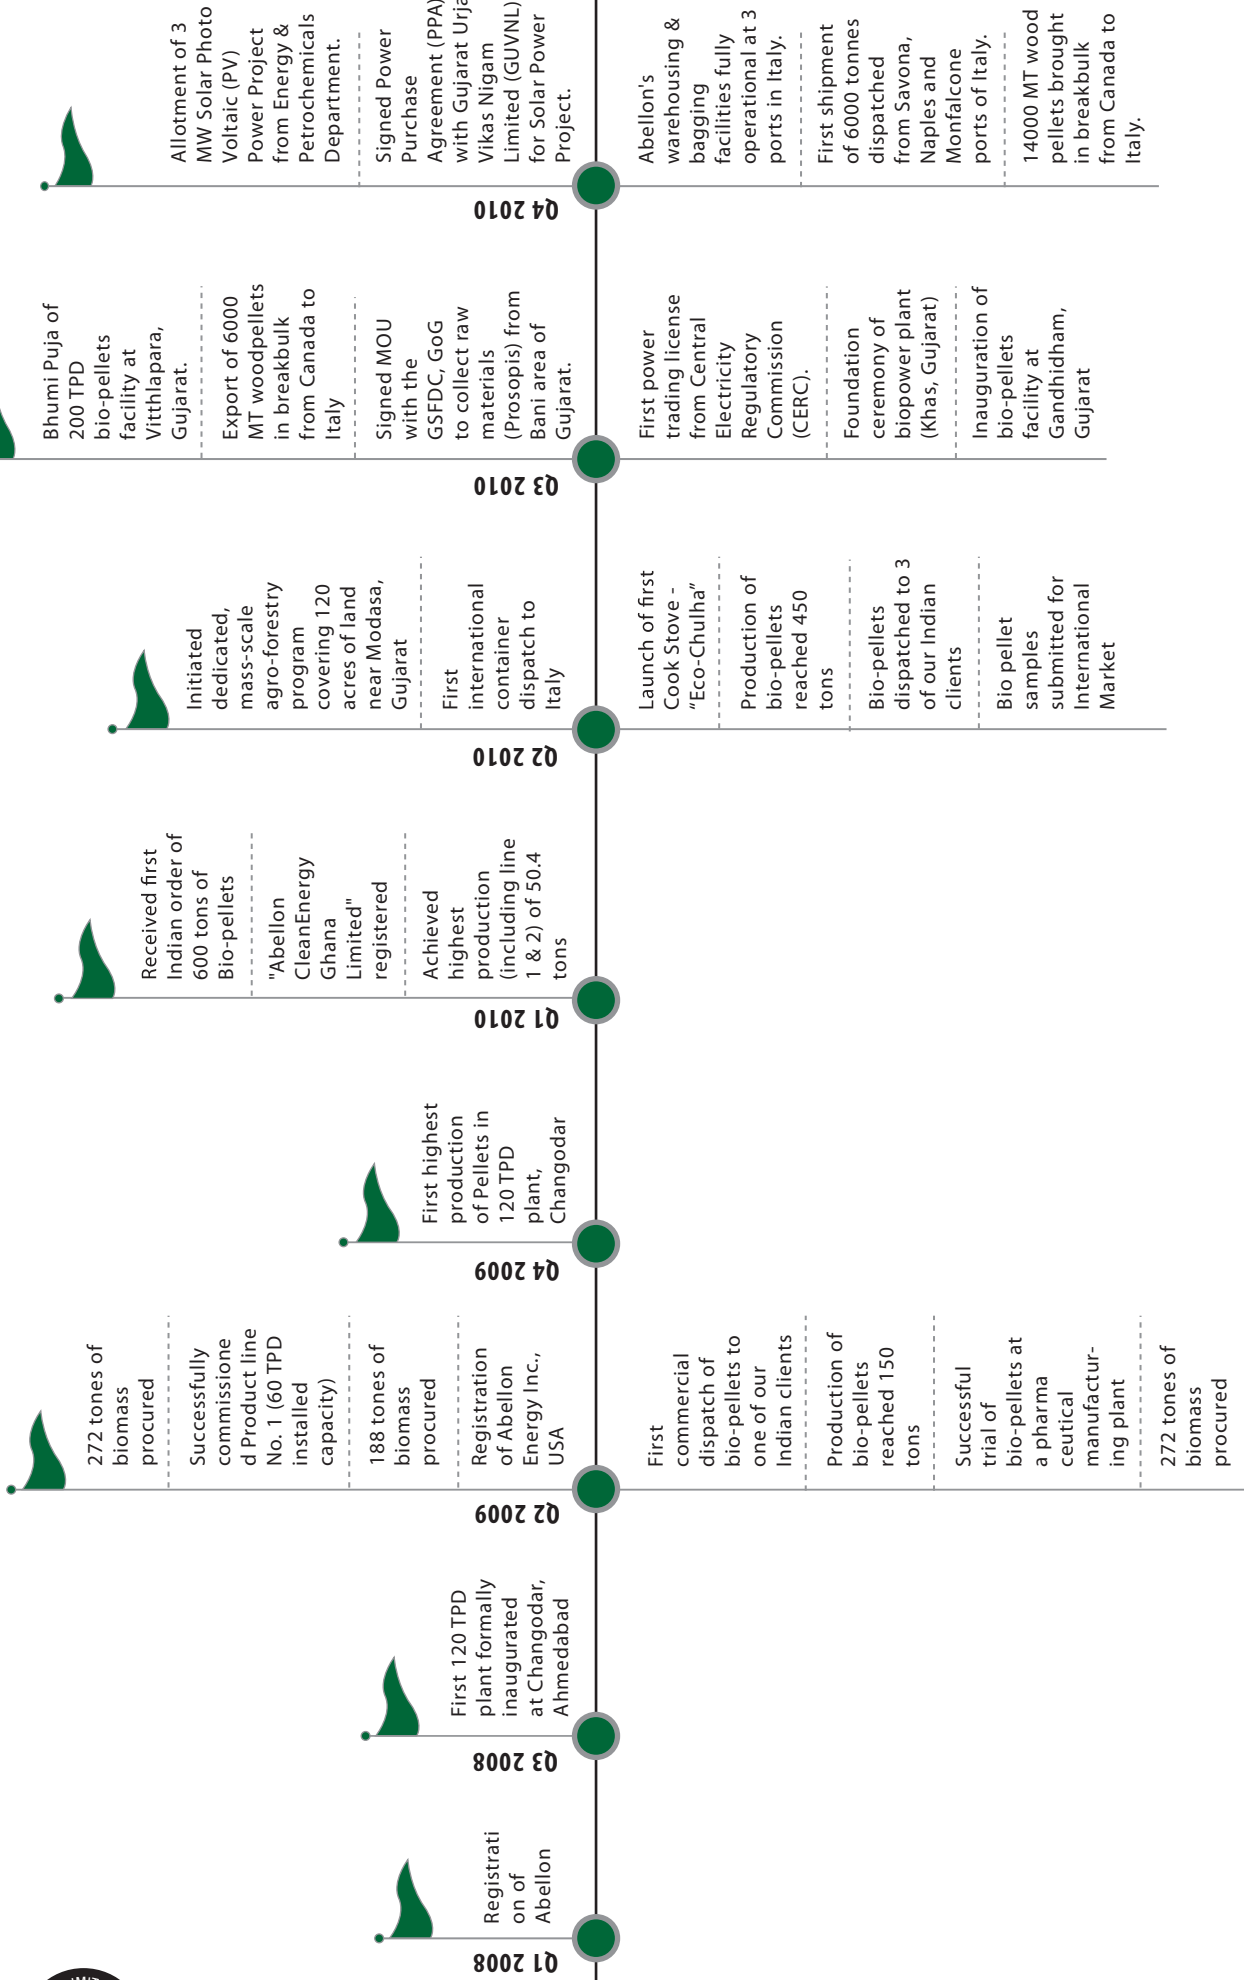 Q1 2008
Registrati
on of
Abellon
Q3 2008
First 120 TPD
plant formally
inaugurated
at Changodar,
Ahmedabad
Q2 2009
272 tones of
biomass
procured
Successfully
commissione
d Product line
No. 1 (60 TPD
installed
capacity)
188 tones of
biomass
procured
Registration
of Abellon
Energy Inc.,
USA
First
commercial
dispatch of
bio-pellets to
one of our
Indian clients
Production of
bio-pellets
reached 150
tons
Successful
trial of
bio-pellets at
a pharma
ceutical
manufactur-
ing plant
272 tones of
biomass
procured
Q4 2009
First highest
production
of Pellets in
120 TPD
plant,
Changodar
Q1 2010
Received first
Indian order of
600 tons of
Bio-pellets
"Abellon
CleanEnergy
Ghana
Limited"
registered
Achieved
highest
production
(including line
1 & 2) of 50.4
tons
Q2 2010
Initiated
dedicated,
mass-scale
agro-forestry
program
covering 120
acres of land
near Modasa,
Gujarat
First
international
container
dispatch to
Italy
Launch of first
Cook Stove -
“Eco-Chulha”
Production of
bio-pellets
reached 450
tons
Bio-pellets
dispatched to 3
of our Indian
clients
Bio pellet
samples
submitted for
International
Market
Q3 2010
Bhumi Puja of
200 TPD
bio-pellets
facility at
Vitthlapara,
Gujarat.
Export of 6000
MT woodpellets
in breakbulk
from Canada to
Italy
Signed MOU
with the
GSFDC, GoG
to collect raw
materials
(Prosopis) from
Bani area of
Gujarat.
First power
trading license
from Central
Electricity
Regulatory
Commission
(CERC).
Foundation
ceremony of
biopower plant
(Khas, Gujarat)
Inauguration of
bio-pellets
facility at
Gandhidham,
Gujarat
Q4 2010
Allotment of 3
MW Solar Photo
Voltaic (PV)
Power Project
from Energy &
Petrochemicals
Department.
Signed Power
Purchase
Agreement (PPA)
with Gujarat Urja
Vikas Nigam
Limited (GUVNL)
for Solar Power
Project.
Abellon's
warehousing &
bagging
facilities fully
operational at 3
ports in Italy.
First shipment
of 6000 tonnes
dispatched
from Savona,
Naples and
Monfalcone
ports of Italy.
14000 MT wood
pellets brought
in breakbulk
from Canada to
Italy.